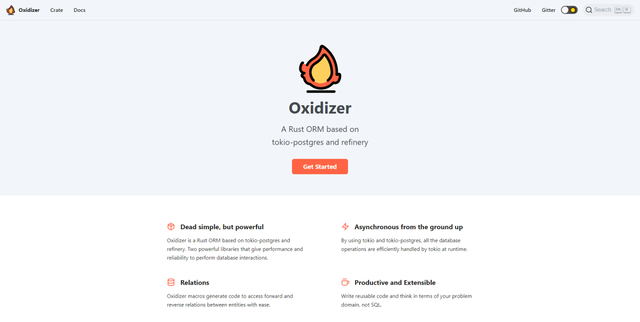 Oxidizer Crate Docs GitHub Gitter Search
Oxidizer
A Rust ORM based on
tokio-postgres and refinery
Get Started
Dead simple, but powerful
Oxidizer is a Rust ORM based on tokio-postgres and
refinery. Two powerful libraries that give performance and
reliability to perform database interactions.
Asynchronous from the ground up
By using tokio and tokio-postgres, all the database
operations are efficiently handled by tokio at runtime.
Relations
Oxidizer macros generate code to access forward and
reverse relations between entities with ease.
Productive and Extensible
Write reusable code and think in terms of your problem
domain, not SQL.